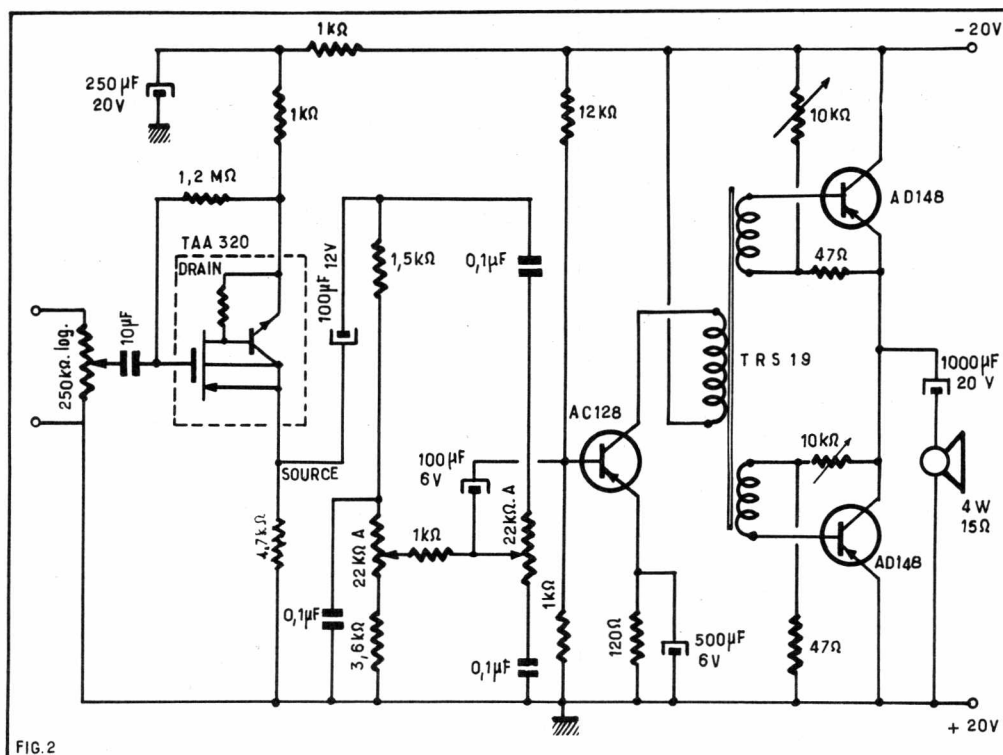 1kΩ
-20V
250µF
20V
1kΩ
12kΩ
10kΩ
1,2 MΩ
AD148
TAA 320
DRAIN
100µF 12V
1,5kΩ
0,1µF
47Ω
250kΩ. log.
10µF
TRS 19
1000µF
20 V
AC128
SOURCE
100µF
6V
10kΩ
4W
15Ω
4,7kΩ
22kΩ A
1kΩ
22kΩ. A
AD148
0,1µF
3,6kΩ
0,1µF
1kΩ
120Ω
500µF
6V
47Ω
+ 20V
FIG.2